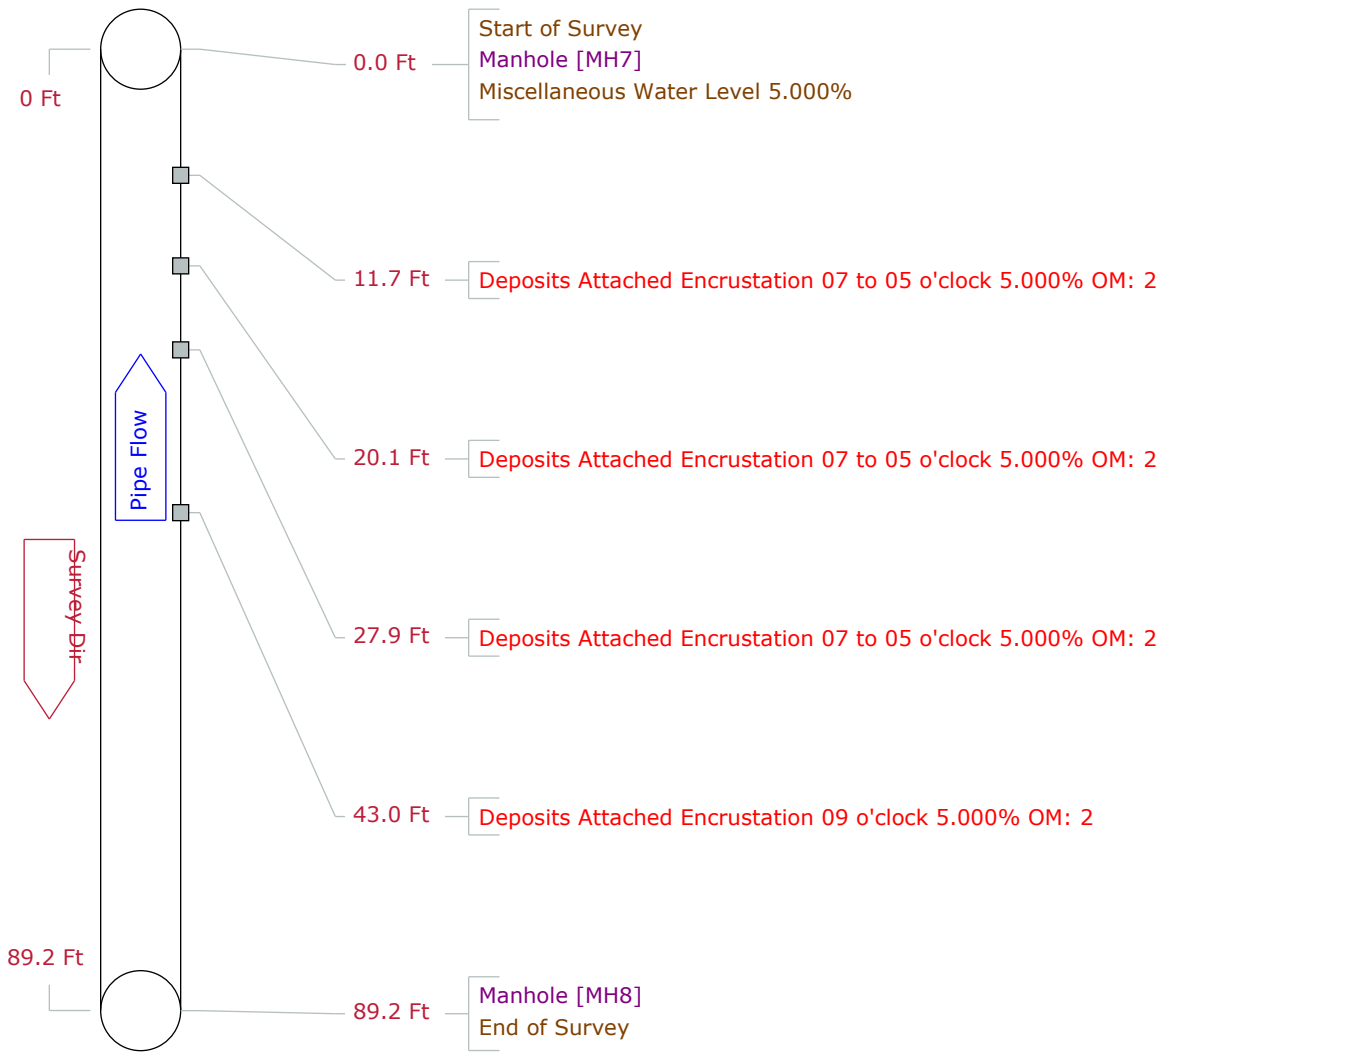 Start of Survey
0.0 Ft
Manhole [MH7]
Miscellaneous Water Level 5.000%
0 Ft
11.7 Ft
Deposits Attached Encrustation 07 to 05 o'clock 5.000% OM: 2
20.1 Ft
Deposits Attached Encrustation 07 to 05 o'clock 5.000% OM: 2
Pipe Flow
Survey Dir
27.9 Ft
Deposits Attached Encrustation 07 to 05 o'clock 5.000% OM: 2
43.0 Ft
Deposits Attached Encrustation 09 o'clock 5.000% OM: 2
89.2 Ft
89.2 Ft
Manhole [MH8]
End of Survey